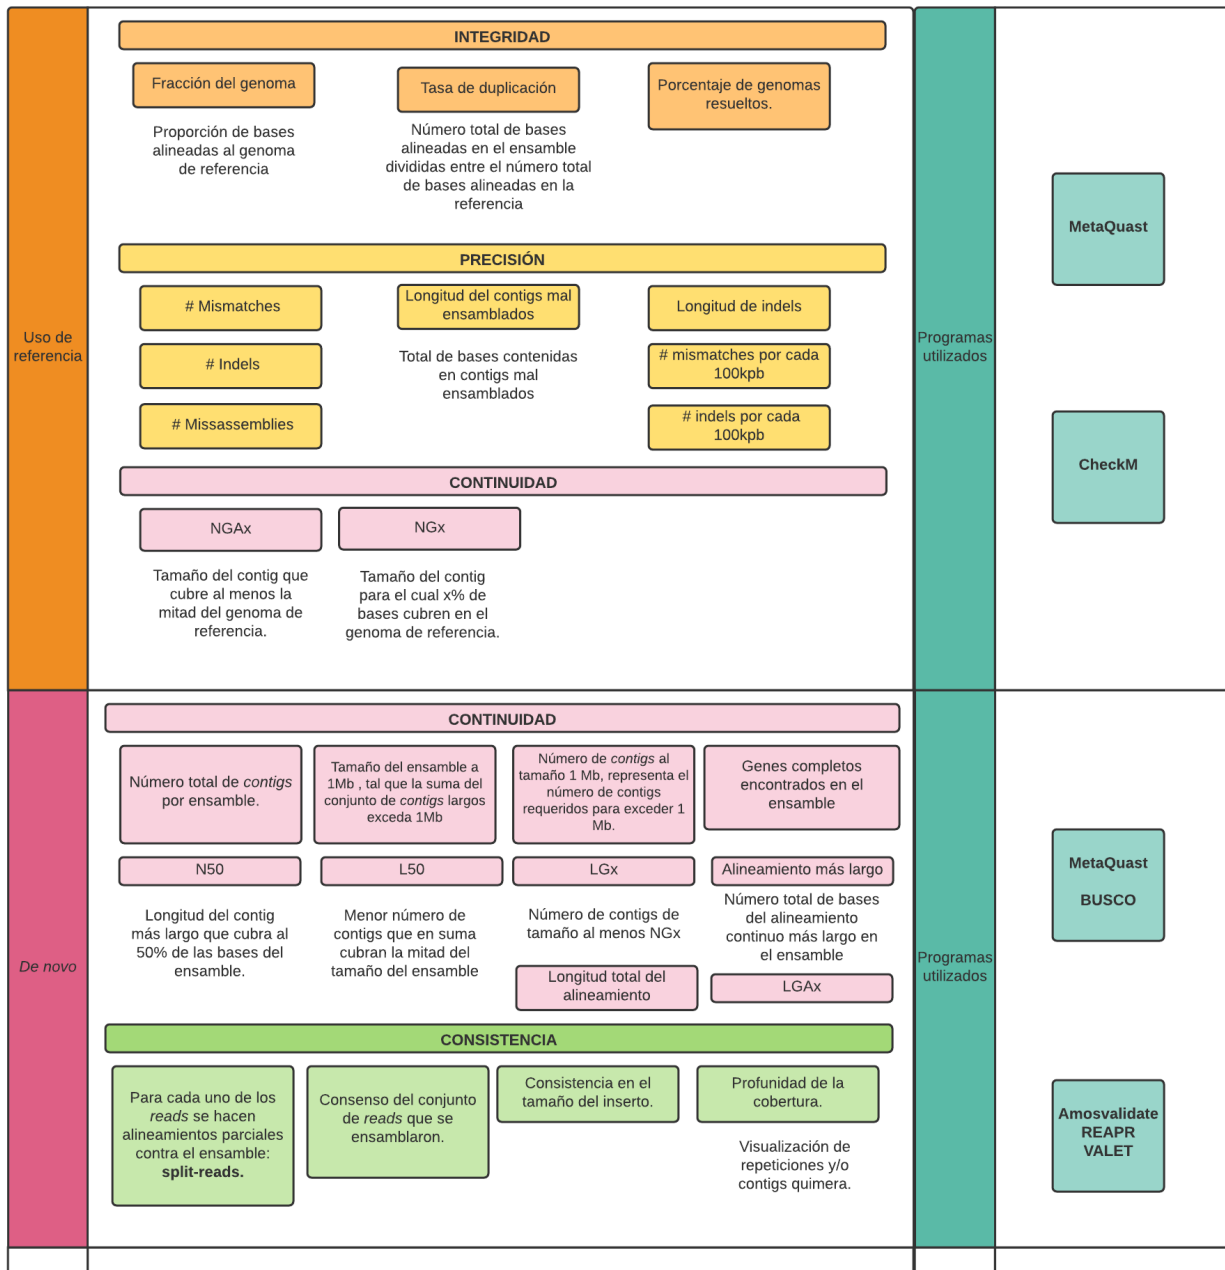 Uso de
referencia
INTEGRIDAD
Fracción del genoma
Proporción de bases
alineadas al genoma
de referencia
Tasa de duplicación
Número total de bases
alineadas en el ensamble
divididas entre el número total
de bases alineadas en la
referencia
Porcentaje de genomas
resueltos.
PRECISIÓN
# Mismatches
# Indels
# Missassemblies
Longitud del contigs mal
ensamblados
Total de bases contenidas
en contigs mal
ensamblados
Longitud de indels
# mismatches por cada
100kpb
# indels por cada
100kpb
CONTINUIDAD
NGAx
Tamaño del contig que
cubre al menos la
mitad del genoma de
referencia.
NGx
Tamaño del contig
para el cual x% de
bases cubren en el
genoma de referencia.
Programas
utilizados
MetaQuast
CheckM
De novo
CONTINUIDAD
Número total de contigs
por ensamble.
Tamaño del ensamble a
1Mb , tal que la suma del
conjunto de contigs largos
exceda 1Mb
Número de contigs al
tamaño 1 Mb, representa el
número de contigs
requeridos para exceder 1
Mb.
Genes completos
encontrados en el
ensamble
N50
Longitud del contig
más largo que cubra al
50% de las bases del
ensamble.
L50
Menor número de
contigs que en suma
cubran la mitad del
tamaño del ensamble
LGx
Número de contigs de
tamaño al menos NGx
Longitud total del
alineamiento
Alineamiento más largo
Número total de bases
del alineamiento
continuo más largo en
el ensamble
LGAx
CONSISTENCIA
Para cada uno de los
reads se hacen
alineamientos parciales
contra el ensamble:
split-reads.
Consenso del conjunto
de reads que se
ensamblaron.
Consistencia en el
tamaño del inserto.
Profunidad de la
cobertura.
Visualización de
repeticiones y/o
contigs quimera.
Programas
utilizados
MetaQuast
BUSCO
Amosvalidate
REAPR
VALET